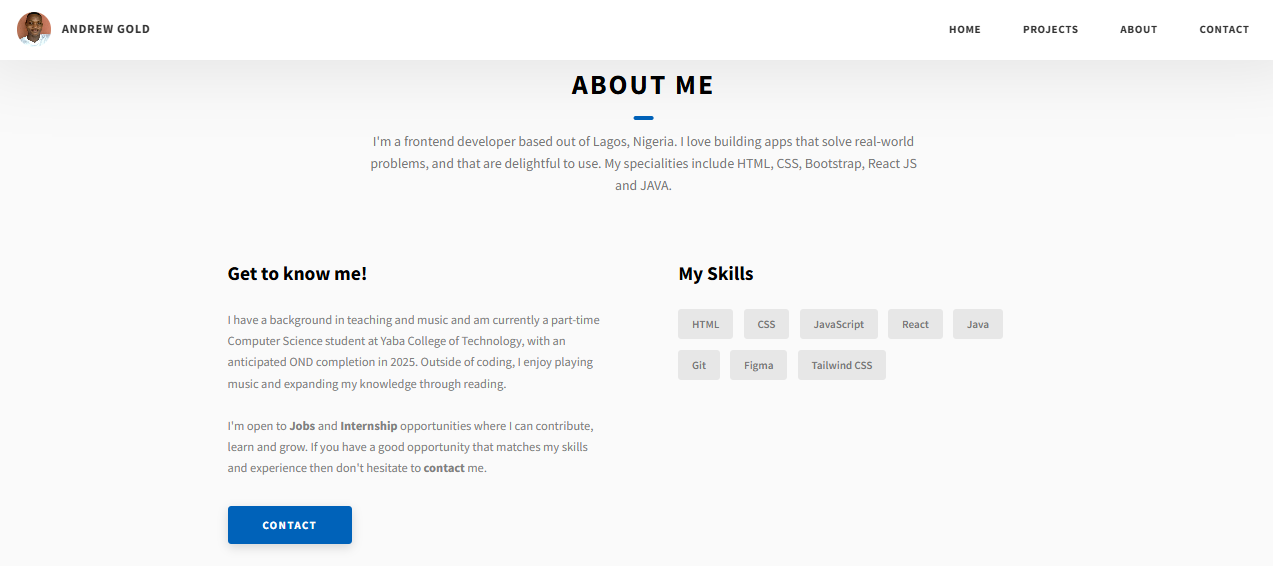 ANDREW GOLD
HOME PROJECTS ABOUT CONTACT
ABOUT ME
I'm a frontend developer based out of Lagos, Nigeria. I love building apps that solve real-world
problems, and that are delightful to use. My specialities include HTML, CSS, Bootstrap, React JS
and JAVA.
Get to know me!
I have a background in teaching and music and am currently a part-time
Computer Science student at Yaba College of Technology, with an
anticipated OND completion in 2025. Outside of coding, I enjoy playing
music and expanding my knowledge through reading.
I'm open to Jobs and Internship opportunities where I can contribute,
learn and grow. If you have a good opportunity that matches my skills
and experience then don't hesitate to contact me.
CONTACT
My Skills
HTML CSS JavaScript React Java
Git Figma Tailwind CSS